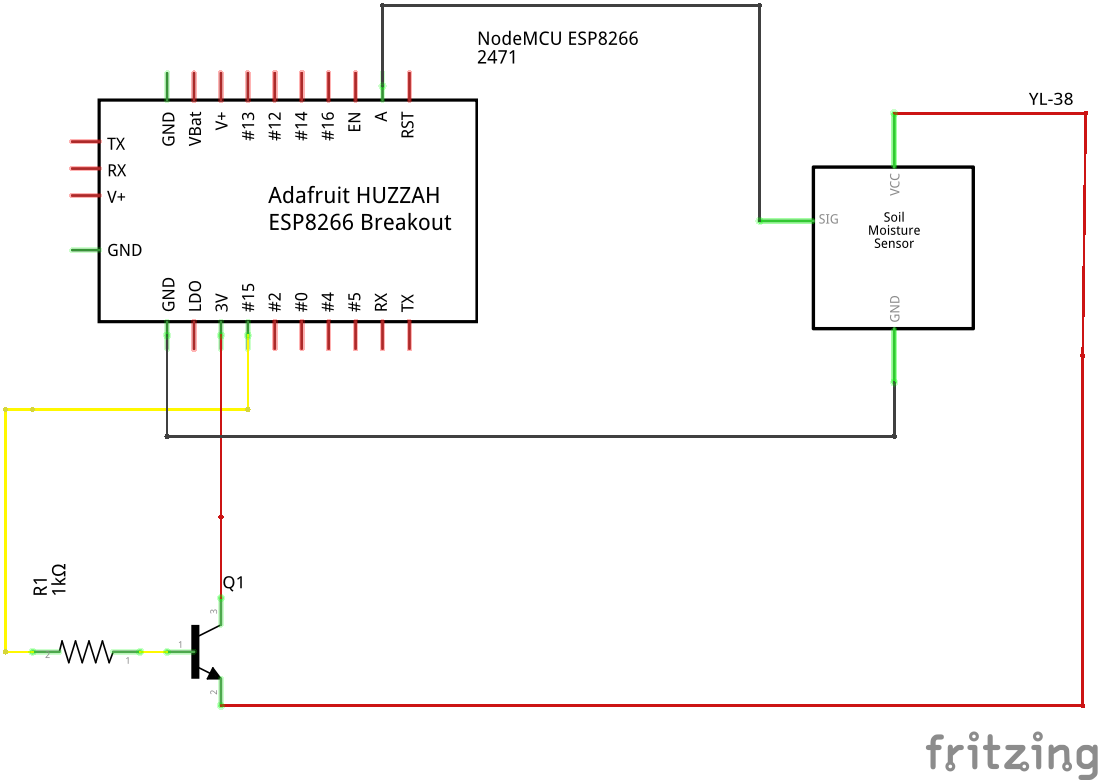 NodeMCU ESP8266
2471
YL-38
GND
VBat
V+
#13
#12
#14
#16
EN
A
RST
TX
RX
V+
GND
Adafruit HUZZAH
ESP8266 Breakout
GND
LDO
3V
#15
#2
#0
#4
#5
RX
TX
VCC
SIG
Soil
Moisture
Sensor
GND
R1
1kΩ
2
1
Q1
3
1
2
fritzing